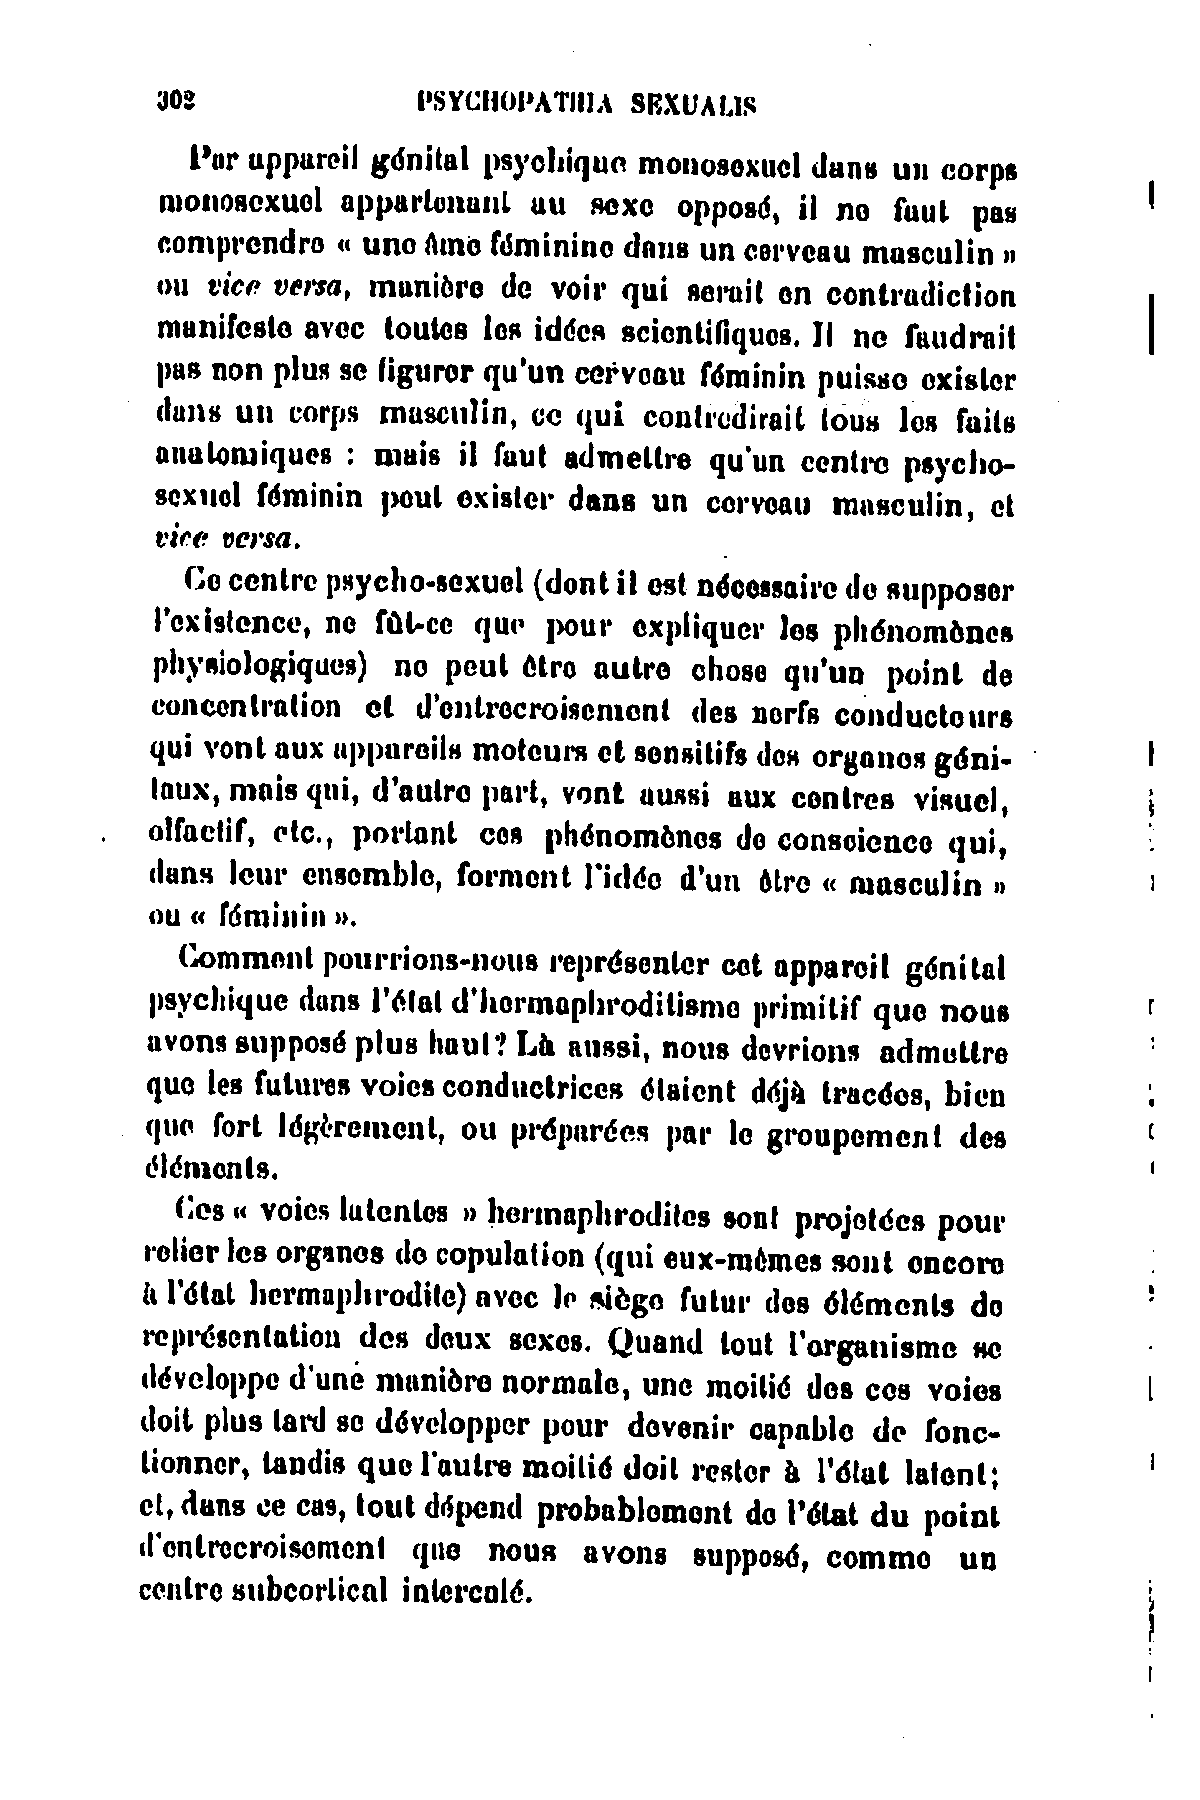 302 PSYCHOPATHIA SEXUALIS
Par appareil génital psychique monosexuel dans un corps
monosexuel appartenant au sexe opposé, il ne faut pas
comprendre « une âme féminine dans un cerveau masculin »
ou vice versa, manière de voir qui serait en contradiction
manifeste avec toutes les idées scientifiques. Il ne faudrait
pas non plus se figurer qu'un cerveau féminin puisse exister
dans un corps masculin, ce qui contredirait tous les faits
anatomiques : mais il faut admettre qu'un centre psycho-
sexuel féminin peut exister dans un cerveau masculin, et
vice versa.
Ce centre psycho-sexuel (dont il est nécessaire de supposer
l'existence, ne fût-ce que pour expliquer les phénomènes
physiologiques) ne peut être autre chose qu'un point de
concentration et d'entrecroisement des nerfs conducteurs
qui vont aux appareils moteurs et sensitifs des organes géni-
taux, mais qui, d'autre part, vont aussi aux centres visuel,
olfactif, etc., portant ces phénomènes de conscience qui,
dans leur ensemble, forment l'idée d'un être « masculin »
ou « féminin ».
Comment pourrions-nous représenter cet appareil génital
psychique dans l'état d'hermaphroditisme primitif que nous
avons supposé plus haut? Là aussi, nous devrions admettre
que les futures voies conductrices étaient déjà tracées, bien
que fort légèrement, ou préparées par le groupement des
éléments.
Ces « voies latentes » hermaphrodites sont projetées pour
relier les organes de copulation (qui eux-mêmes sont encore
à l'état hermaphrodite) avec le siège futur des éléments de
représentation des deux sexes. Quand tout l'organisme se
développe d'une manière normale, une moitié des ces voies
doit plus tard se développer pour devenir capable de fonc-
tionner, tandis que l'autre moitié doit rester à l'état latent;
et, dans ce cas, tout dépend probablement de l'état du point
d'entrecroisement que nous avons supposé, comme un
centre subcortical intercalé.